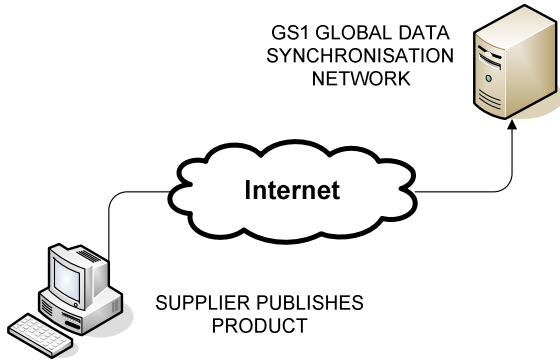 GS1 GLOBAL DATA
SYNCHRONISATION
NETWORK
Internet
SUPPLIER PUBLISHES
PRODUCT